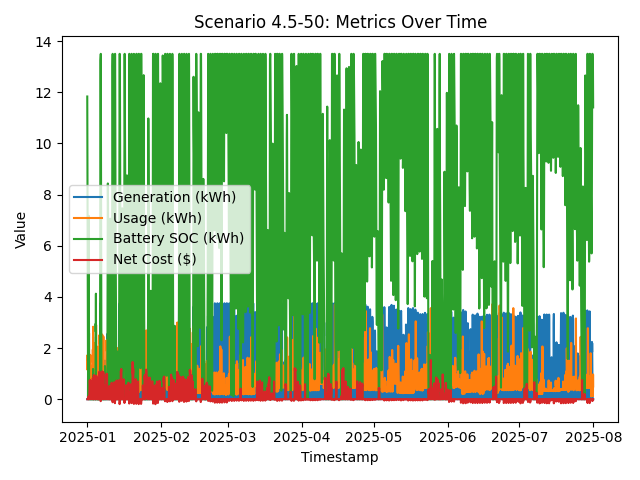 Scenario 4.5-50: Metrics Over Time
14
12
10
8
6
4
2
0
Value
Generation (kWh)
Usage (kWh)
Battery SOC (kWh)
Net Cost ($)
2025-01 2025-02 2025-03 2025-04 2025-05 2025-06 2025-07 2025-08
Timestamp